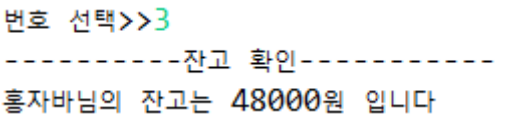 번호 선택>>3
----------잔고 확인-----------
홍자바님의 잔고는 48000원 입니다